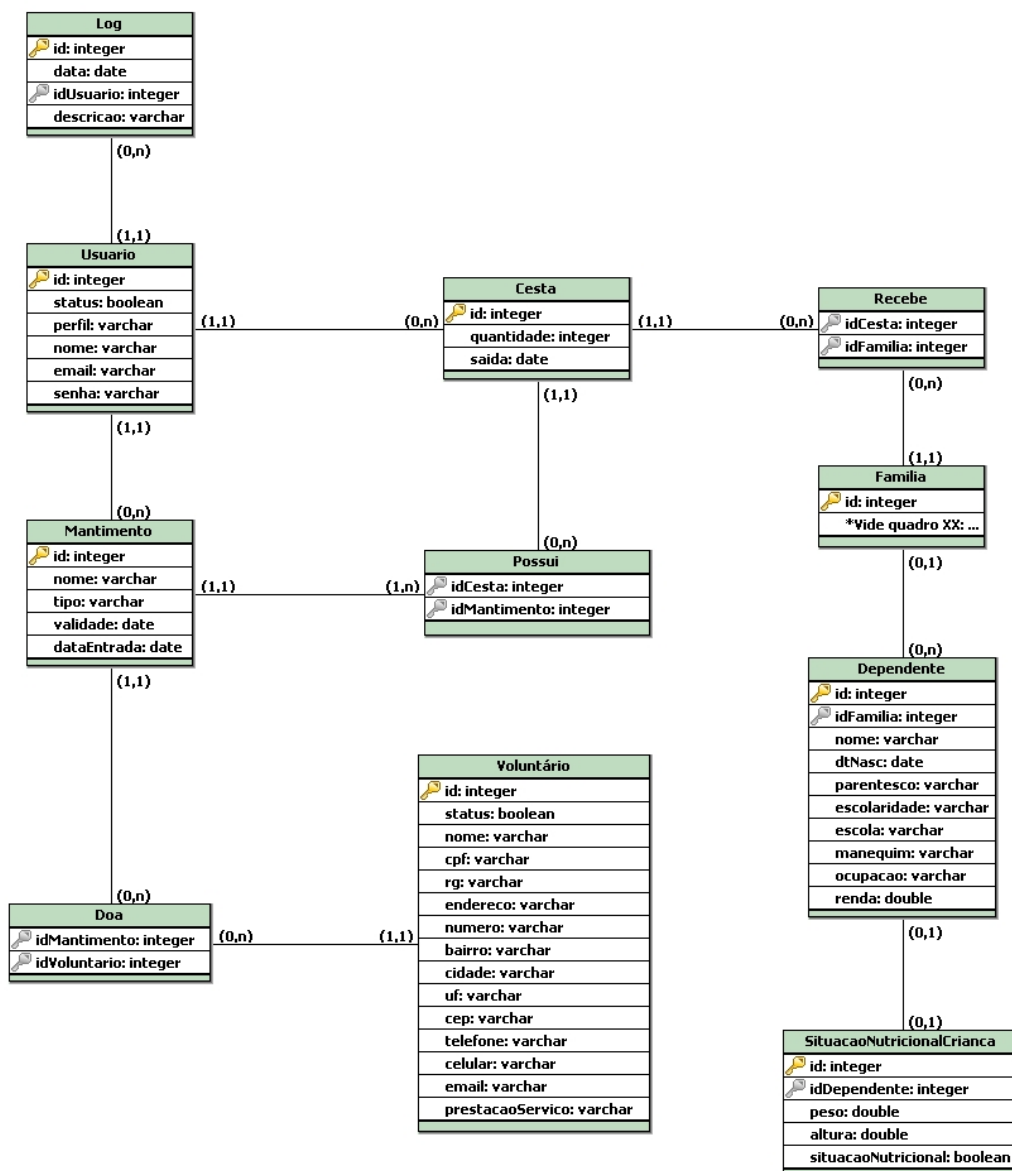 Log
id: integer
data: date
idUsuario: integer
descricao: varchar
(0,n)
(1,1)
Usuario
id: integer
status: boolean
perfil: varchar
nome: varchar
email: varchar
senha: varchar
(1,1)
(0,n)
Cesta
id: integer
quantidade: integer
saida: date
(1,1)
(0,n)
Recebe
idCesta: integer
idFamilia: integer
(0,n)
(1,1)
(1,1)
(1,1)
Familia
id: integer
*Vide quadro XX: ...
(0,n)
Mantimento
id: integer
nome: varchar
tipo: varchar
validade: date
dataEntrada: date
(1,1)
(1,n)
(0,n)
Possui
idCesta: integer
idMantimento: integer
(0,1)
(0,n)
Dependente
id: integer
idFamilia: integer
nome: varchar
dtNasc: date
parentesco: varchar
escolaridade: varchar
escola: varchar
manequim: varchar
ocupacao: varchar
renda: double
(1,1)
(0,n)
Doa
idMantimento: integer
idVoluntario: integer
(0,n)
(1,1)
Voluntário
id: integer
status: boolean
nome: varchar
cpf: varchar
rg: varchar
endereco: varchar
numero: varchar
bairro: varchar
cidade: varchar
uf: varchar
cep: varchar
telefone: varchar
celular: varchar
email: varchar
prestacaoServico: varchar
(0,1)
(0,1)
SituacaoNutricionalCrianca
id: integer
idDependente: integer
peso: double
altura: double
situacaoNutricional: boolean